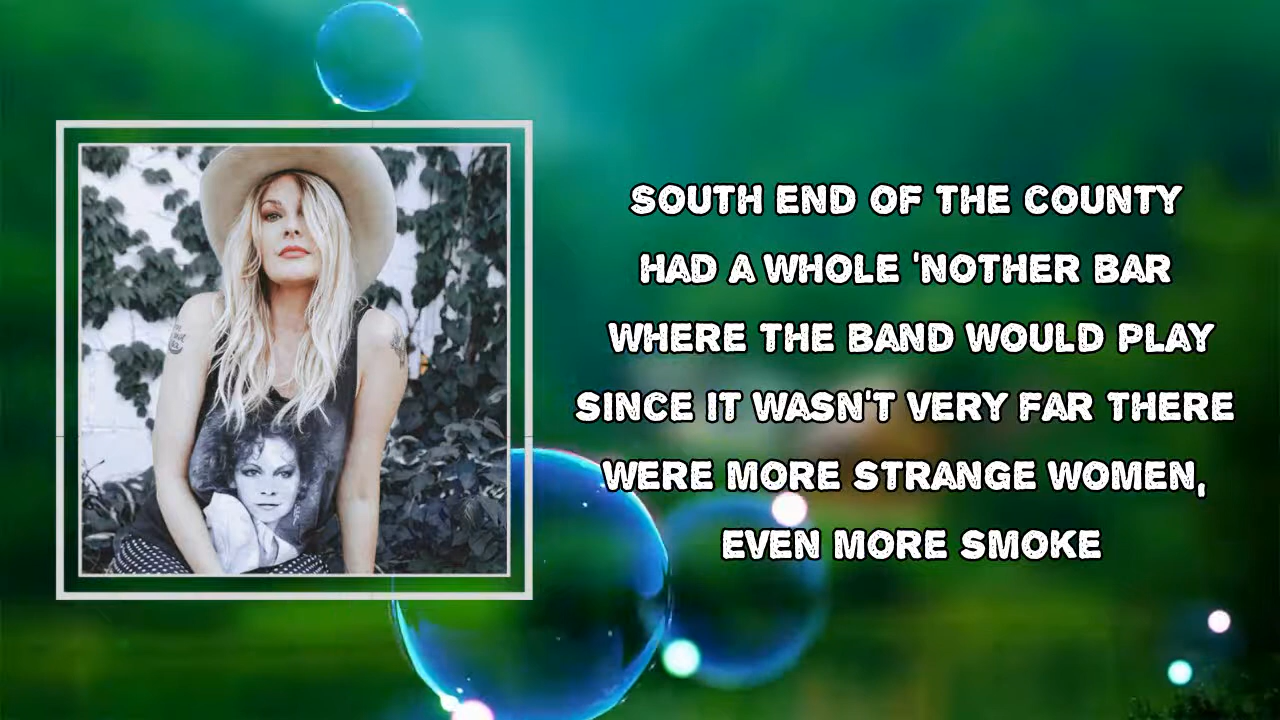 SOUTH END OF THE COUNTY
HAD A WHOLE 'NOTHER BAR
WHERE THE BAND WOULD PLAY
SINCE IT WASN'T VERY FAR THERE
WERE MORE STRANGE WOMEN,
EVEN MORE SMOKE